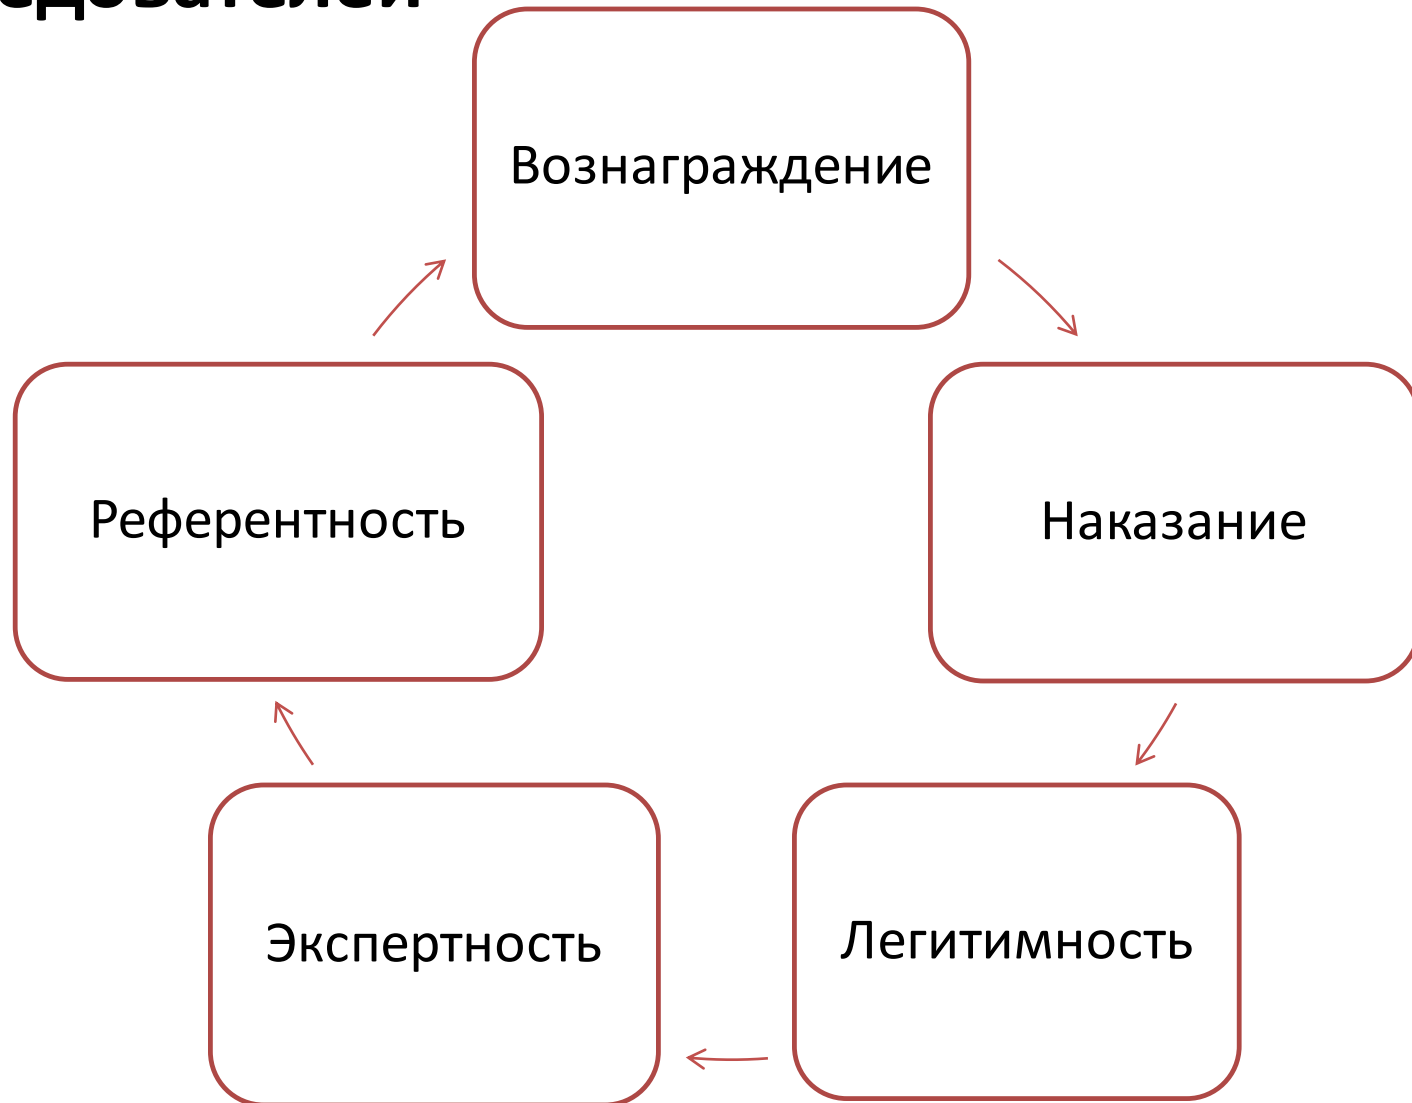 Вознаграждение
Референтность
Наказание
Экспертность
Легитимность